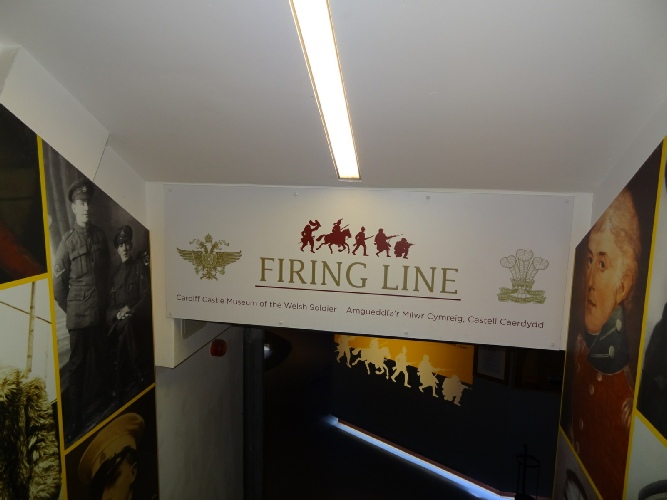 FIRING LINE
Cardiff Castle Museum of the Welsh Soldier Amgueddfa'r Milwr Cymreig, Castell Caerdydd